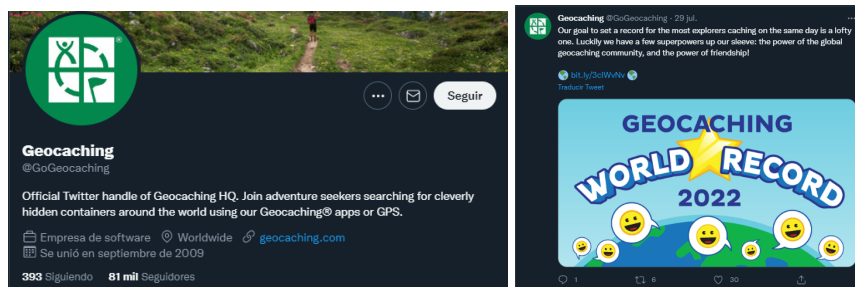 Seguir
Geocaching
@GoGeocaching
Official Twitter handle of Geocaching HQ. Join adventure seekers searching for cleverly
hidden containers around the world using our Geocaching® apps or GPS.
Empresa de software Worldwide geocaching.com
Se unió en septiembre de 2009
393 Siguiendo 81 mil Seguidores
Geocaching @GoGeocaching · 29 jul.
Our goal to set a record for the most explorers caching on the same day is a lofty
one. Luckily we have a few superpowers up our sleeve: the power of the global
geocaching community, and the power of friendship!
bit.ly/3clWvNv
Traducir Tweet
GEOCACHING
WORLD RECORD
2022
1 6 30